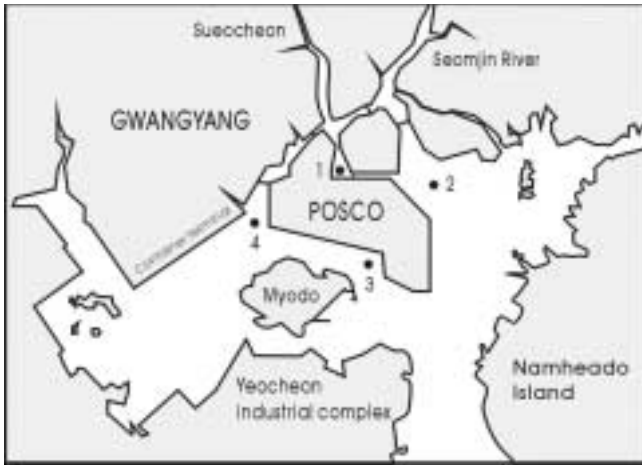 Sueocheon
Seomjin River
GWANGYANG
1
2
POSCO
Container terminal
4
3
Myodo
Namheado
Island
Yeocheon
industrial complex